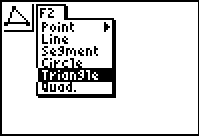 F2
Point
Line
Segment
Circle
Triangle
Quad.